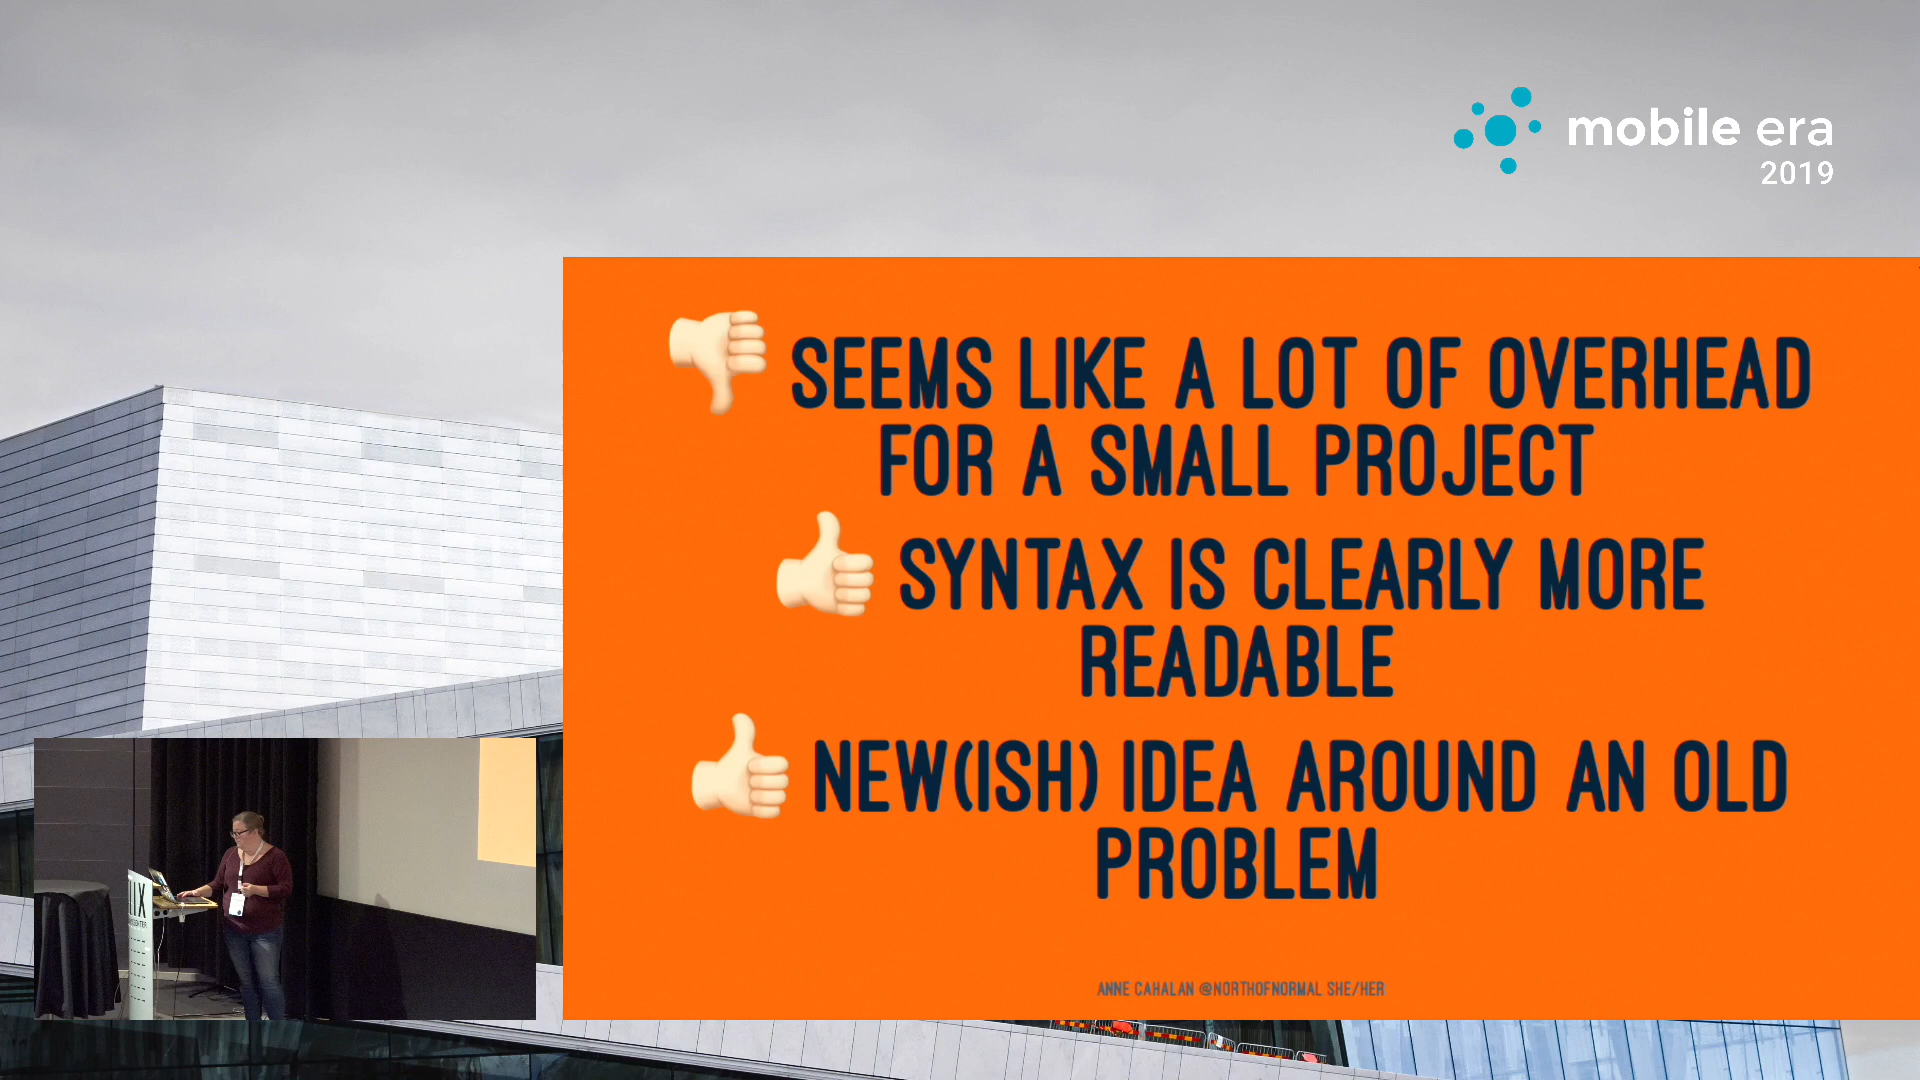 mobile era
2019
👎🏻 SEEMS LIKE A LOT OF OVERHEAD
FOR A SMALL PROJECT
👍🏻 SYNTAX IS CLEARLY MORE
READABLE
👍🏻 NEW(ISH) IDEA AROUND AN OLD
PROBLEM
ANNE CAHALAN @NORTHOFNORMAL SHE/HER